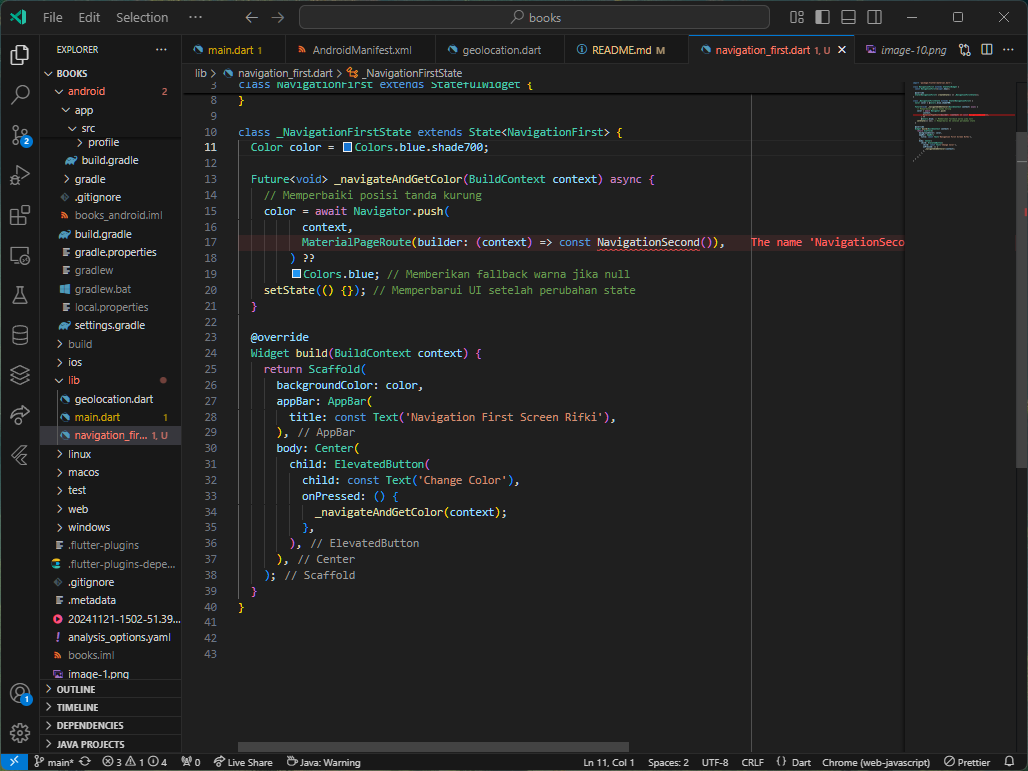 File Edit Selection ··· books
EXPLORER ···
main.dart 1
AndroidManifest.xml
geolocation.dart
README.md M
navigation_first.dart 1, U
image-10.png
BOOKS
android 2
app
src
profile
build.gradle
gradle
.gitignore
books_android.iml
build.gradle
gradle.properties
gradlew
gradlew.bat
local.properties
settings.gradle
build
ios
lib
geolocation.dart
main.dart 1
navigation_fir... 1, U
linux
macos
test
web
windows
.flutter-plugins
.flutter-plugins-depe...
.gitignore
.metadata
20241121-1502-51.39...
analysis_options.yaml
books.iml
image-1.png
OUTLINE
TIMELINE
DEPENDENCIES
JAVA PROJECTS
2
1
lib > navigation_first.dart > _NavigationFirstState
3 class NavigationFirst extends StatefulWidget {
8 }
9
10 class _NavigationFirstState extends State<NavigationFirst> {
11 Color color = Colors.blue.shade700;
12
13 Future<void> _navigateAndGetColor(BuildContext context) async {
14 // Memperbaiki posisi tanda kurung
15 color = await Navigator.push(
16 context,
17 MaterialPageRoute(builder: (context) => const NavigationSecond()), The name 'NavigationSeco
18 ) ??
19 Colors.blue; // Memberikan fallback warna jika null
20 setState(() {}); // Memperbarui UI setelah perubahan state
21 }
22
23 @override
24 Widget build(BuildContext context) {
25 return Scaffold(
26 backgroundColor: color,
27 appBar: AppBar(
28 title: const Text('Navigation First Screen Rifki'),
29 ), // AppBar
30 body: Center(
31 child: ElevatedButton(
32 child: const Text('Change Color'),
33 onPressed: () {
34 _navigateAndGetColor(context);
35 },
36 ), // ElevatedButton
37 ), // Center
38 ); // Scaffold
39 }
40 }
41
42
43
main* 3 1 4 0 Live Share Java: Warning Ln 11, Col 1 Spaces: 2 UTF-8 CRLF {} Dart Chrome (web-javascript) Prettier